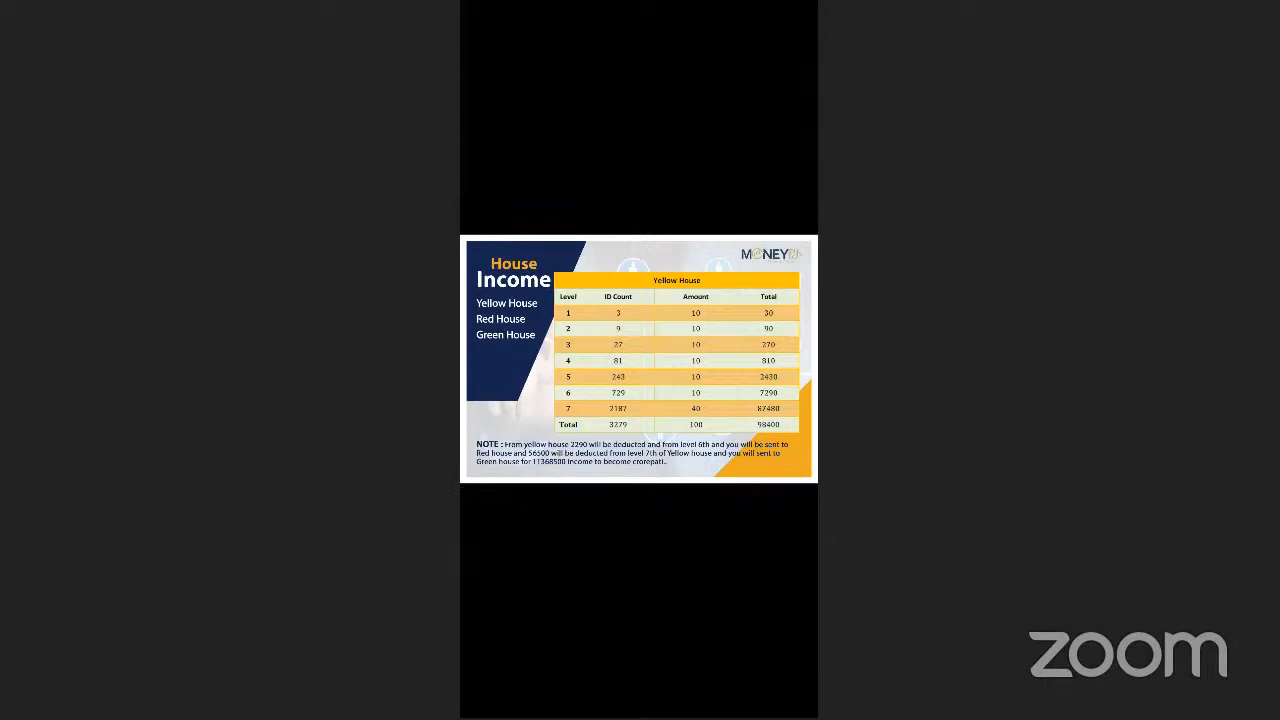 House
Income
Yellow House
Red House
Green House
MONEY
Yellow House
Level ID Count Amount Total
1 3 10 30
2 9 10 90
3 27 10 270
4 81 10 810
5 243 10 2430
6 729 10 7290
7 2187 40 87480
Total 3279 100 98400
NOTE : From yellow house 2290 will be deducted and from level 6th and you will be sent to
Red house and 56500 will be deducted from level 7th of Yellow house and you will sent to
Green house for 11368500 income to become crorepati..
zoom